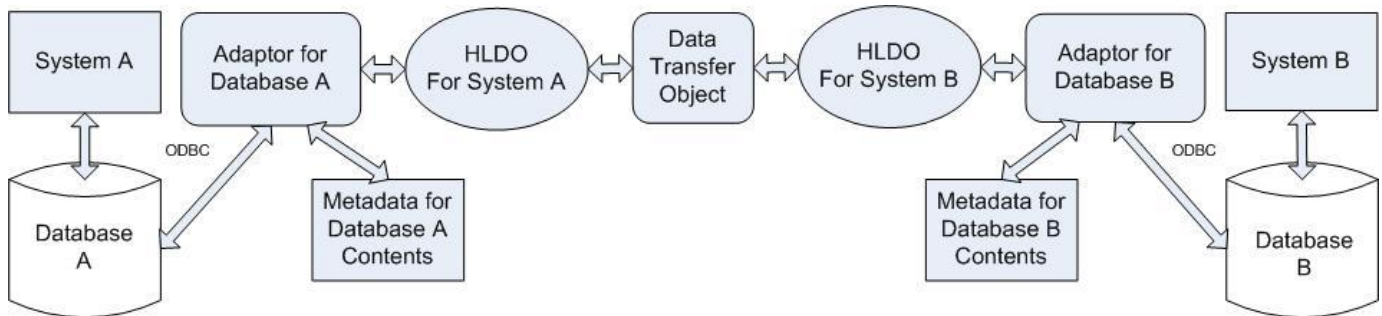 System A
Adaptor for
Database A
HLDO
For System A
Data
Transfer
Object
HLDO
For System B
Adaptor for
Database B
System B
ODBC
ODBC
Database
A
Metadata for
Database A
Contents
Metadata for
Database B
Contents
Database
B